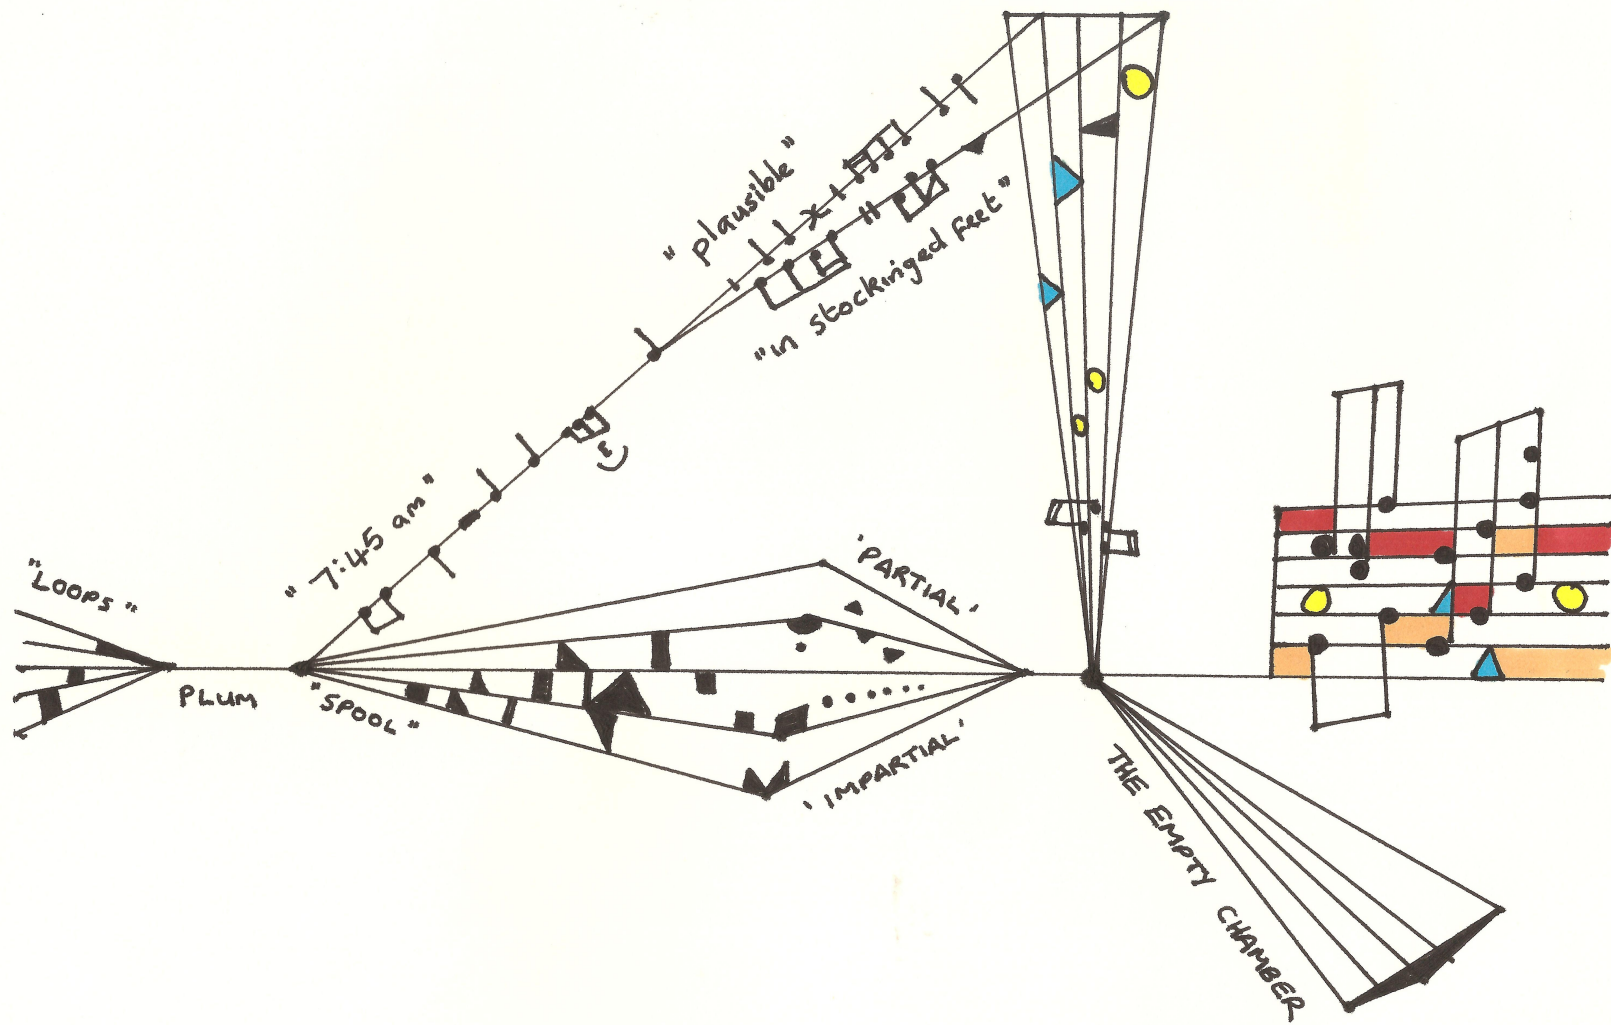 "LOOPS"
PLUM
"7:45 am"
"SPOOL"
"plausible"
"in stockinged feet"
'PARTIAL'
'IMPARTIAL'
THE EMPTY CHAMBER